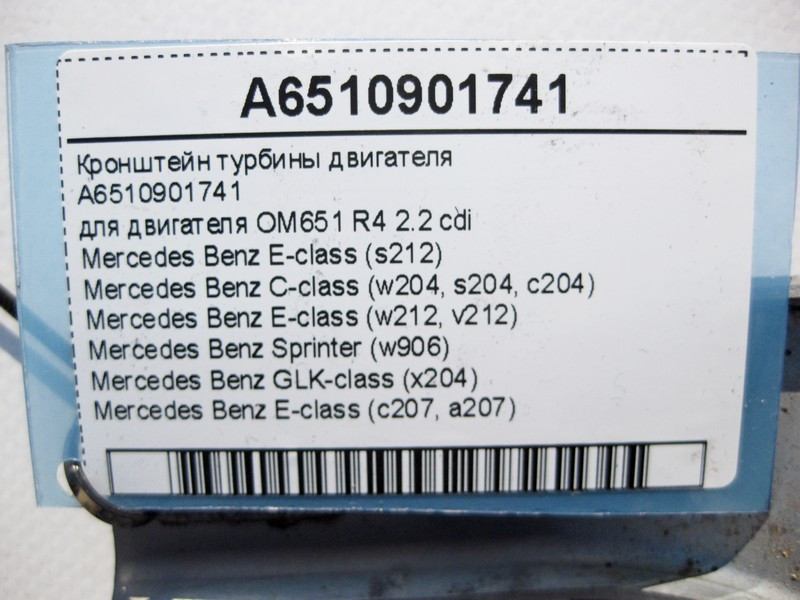 A6510901741
Кронштейн турбины двигателя
A6510901741
для двигателя OM651 R4 2.2 cdi
Mercedes Benz E-class (s212)
Mercedes Benz C-class (w204, s204, c204)
Mercedes Benz E-class (w212, v212)
Mercedes Benz Sprinter (w906)
Mercedes Benz GLK-class (x204)
Mercedes Benz E-class (c207, a207)